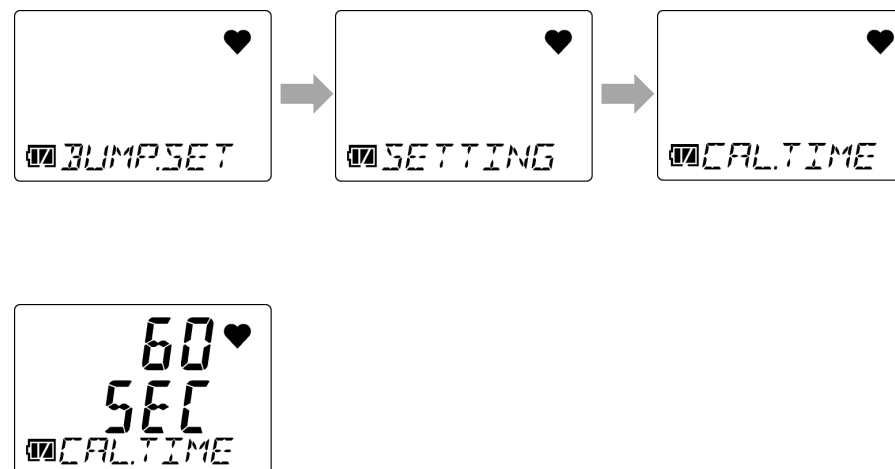 BUMP.SET
SETTING
CAL.TIME
60
SEC
CAL.TIME